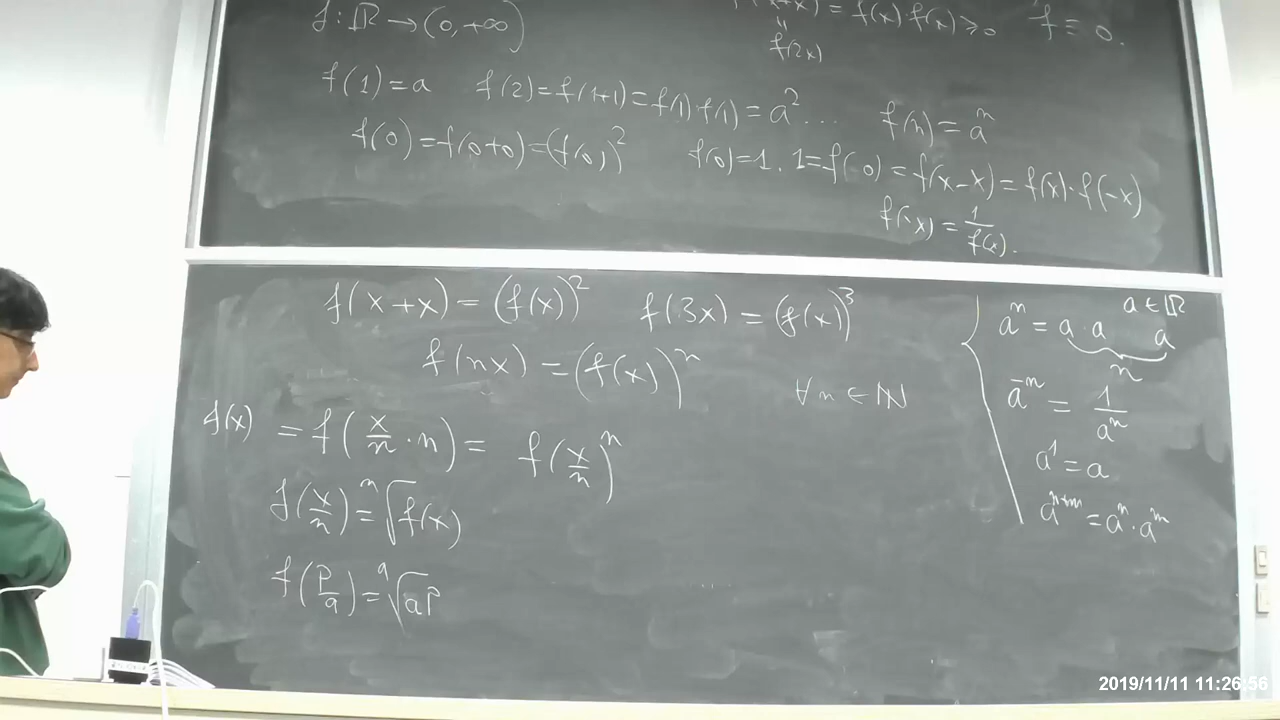 f : ℝ → (0, +∞)
= f(x) · f(x) ⩾ 0 f ≡ 0.
"
f(2x)
f(1) = a f(2) = f(1+1) = f(1) · f(1) = a² ... f(n) = aⁿ
f(0) = f(0+0) = (f(0))² f(0) = 1. 1 = f(0) = f(x-x) = f(x) · f(-x)
f(-x) = 1/f(x).
f(x+x) = (f(x))² f(3x) = (f(x))³
f(nx) = (f(x))ⁿ ∀ n ∈ ℕ
f(x) = f(x/n · n) = f(x/n)ⁿ
f(x/n) = ⁿ√f(x)
f(p/q) = ᑫ√aᵖ
aⁿ = a · a a a ∈ ℝ
n
a⁻ⁿ = 1/aⁿ
a¹ = a
aⁿ⁺ᵐ = aⁿ · aᵐ
2019/11/11 11:26:56